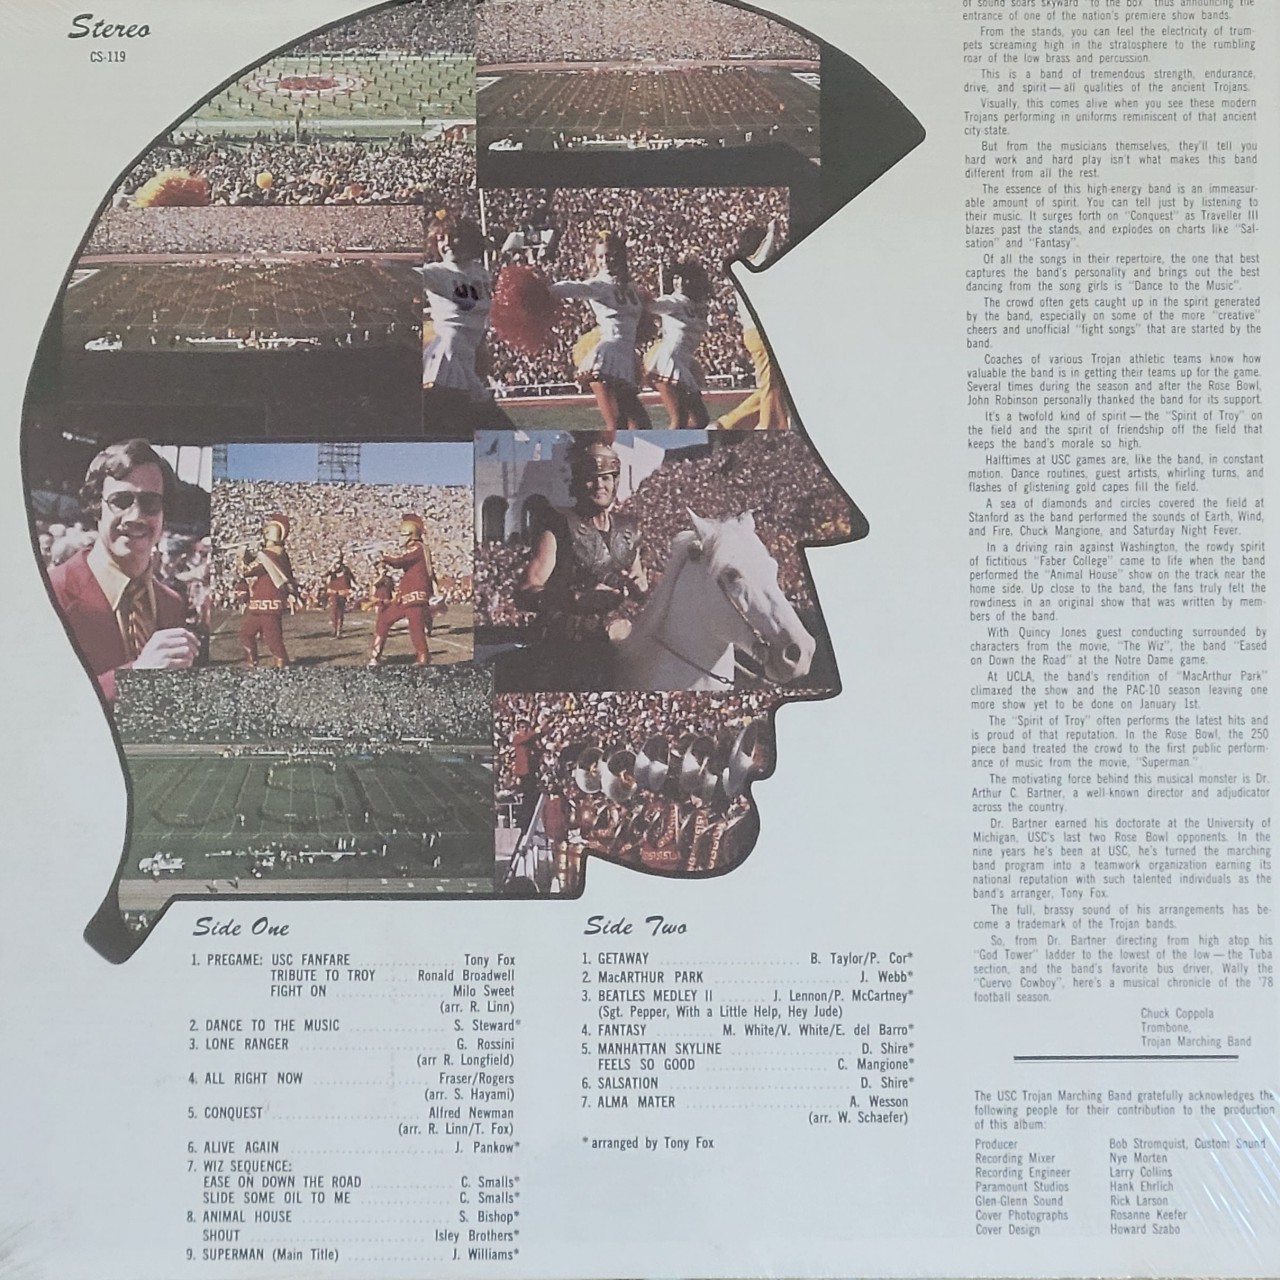 Stereo
CS-119
of sound soars skyward "to the box" thus announcing the
entrance of one of the nation's premiere show bands.
From the stands, you can feel the electricity of trum-
pets screaming high in the stratosphere to the rumbling
roar of the low brass and percussion.
This is a band of tremendous strength, endurance,
drive, and spirit — all qualities of the ancient Trojans.
Visually, this comes alive when you see these modern
Trojans performing in uniforms reminiscent of that ancient
city-state.
But from the musicians themselves, they'll tell you
hard work and hard play isn't what makes this band
different from all the rest.
The essence of this high-energy band is an immeasur-
able amount of spirit. You can tell just by listening to
their music. It surges forth on "Conquest" as Traveller III
blazes past the stands, and explodes on charts like "Sal-
sation" and "Fantasy".
Of all the songs in their repertoire, the one that best
captures the band's personality and brings out the best
dancing from the song girls is "Dance to the Music".
The crowd often gets caught up in the spirit generated
by the band, especially on some of the more "creative"
cheers and unofficial "fight songs" that are started by the
band.
Coaches of various Trojan athletic teams know how
valuable the band is in getting their teams up for the game.
Several times during the season and after the Rose Bowl,
John Robinson personally thanked the band for its support.
It's a twofold kind of spirit — the "Spirit of Troy" on
the field and the spirit of friendship off the field that
keeps the band's morale so high.
Halftimes at USC games are, like the band, in constant
motion. Dance routines, guest artists, whirling turns, and
flashes of glistening gold capes fill the field.
A sea of diamonds and circles covered the field at
Stanford as the band performed the sounds of Earth, Wind,
and Fire, Chuck Mangione, and Saturday Night Fever.
In a driving rain against Washington, the rowdy spirit
of fictitious "Faber College" came to life when the band
performed the "Animal House" show on the track near the
home side. Up close to the band, the fans truly felt the
rowdiness in an original show that was written by mem-
bers of the band.
With Quincy Jones guest conducting surrounded by
characters from the movie, "The Wiz", the band "Eased
on Down the Road" at the Notre Dame game.
At UCLA, the band's rendition of "MacArthur Park"
climaxed the show and the PAC-10 season leaving one
more show yet to be done on January 1st.
The "Spirit of Troy" often performs the latest hits and
is proud of that reputation. In the Rose Bowl, the 250
piece band treated the crowd to the first public perform-
ance of music from the movie, "Superman."
The motivating force behind this musical monster is Dr.
Arthur C. Bartner, a well-known director and adjudicator
across the country.
Dr. Bartner earned his doctorate at the University of
Michigan, USC's last two Rose Bowl opponents. In the
nine years he's been at USC, he's turned the marching
band program into a teamwork organization earning its
national reputation with such talented individuals as the
band's arranger, Tony Fox.
The full, brassy sound of his arrangements has be-
come a trademark of the Trojan bands.
So, from Dr. Bartner directing from high atop his
"God Tower" ladder to the lowest of the low — the Tuba
section, and the band's favorite bus driver, Wally the
"Cuervo Cowboy", here's a musical chronicle of the '78
football season.
Chuck Coppola
Trombone,
Trojan Marching Band
Side One
1. PREGAME: USC FANFARE Tony Fox
TRIBUTE TO TROY Ronald Broadwell
FIGHT ON Milo Sweet
(arr. R. Linn)
2. DANCE TO THE MUSIC S. Steward*
3. LONE RANGER G. Rossini
(arr R. Longfield)
4. ALL RIGHT NOW Fraser/Rogers
(arr. S. Hayami)
5. CONQUEST Alfred Newman
(arr. R. Linn/T. Fox)
6. ALIVE AGAIN J. Pankow*
7. WIZ SEQUENCE:
EASE ON DOWN THE ROAD C. Smalls*
SLIDE SOME OIL TO ME C. Smalls*
8. ANIMAL HOUSE S. Bishop*
SHOUT Isley Brothers*
9. SUPERMAN (Main Title) J. Williams*
Side Two
1. GETAWAY B. Taylor/P. Cor*
2. MacARTHUR PARK J. Webb*
3. BEATLES MEDLEY II J. Lennon/P. McCartney*
(Sgt. Pepper, With a Little Help, Hey Jude)
4. FANTASY M. White/V. White/E. del Barro*
5. MANHATTAN SKYLINE D. Shire*
FEELS SO GOOD C. Mangione*
6. SALSATION D. Shire*
7. ALMA MATER A. Wesson
(arr. W. Schaefer)
* arranged by Tony Fox
The USC Trojan Marching Band gratefully acknowledges the
following people for their contribution to the production
of this album:
Producer Bob Stromquist, Custom Sound
Recording Mixer Nye Morten
Recording Engineer Larry Collins
Paramount Studios Hank Ehrlich
Glen-Glenn Sound Rick Larson
Cover Photographs Rosanne Keefer
Cover Design Howard Szabo